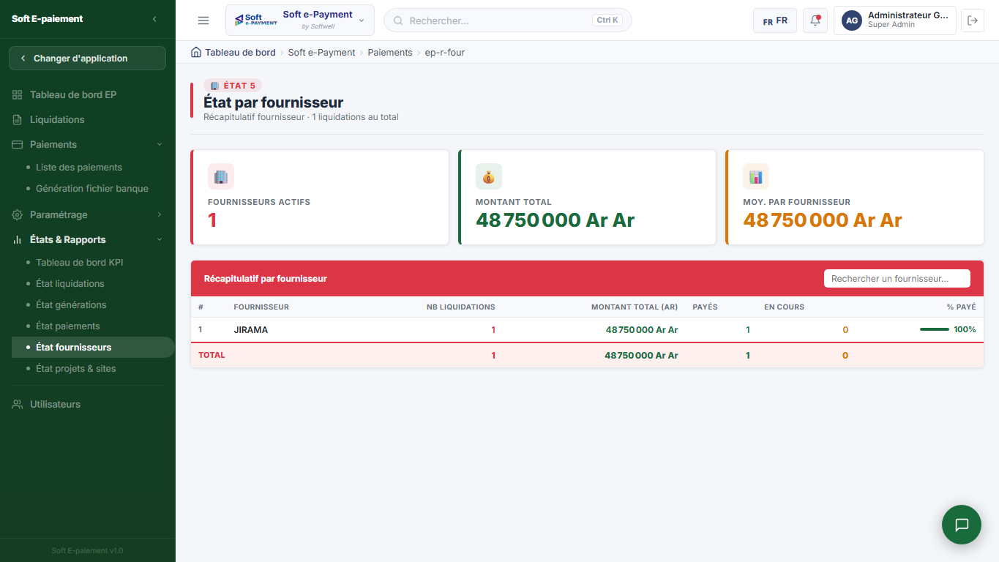 Soft E-paiement
Changer d'application
Tableau de bord EP
Liquidations
Paiements
Liste des paiements
Génération fichier banque
Paramétrage
États & Rapports
Tableau de bord KPI
État liquidations
État générations
État paiements
État fournisseurs
État projets & sites
Utilisateurs
Soft E-paiement v1.0
Soft e-PAYMENT
Soft e-Payment
by Softwell
Rechercher...
Ctrl K
FR FR
AG
Administrateur G...
Super Admin
Tableau de bord › Soft e-Payment › Paiements › ep-r-four
ÉTAT 5
État par fournisseur
Récapitulatif fournisseur · 1 liquidations au total
FOURNISSEURS ACTIFS
1
MONTANT TOTAL
48 750 000 Ar Ar
MOY. PAR FOURNISSEUR
48 750 000 Ar Ar
Récapitulatif par fournisseur
Rechercher un fournisseur...
# FOURNISSEUR NB LIQUIDATIONS MONTANT TOTAL (AR) PAYÉS EN COURS % PAYÉ
1 JIRAMA 1 48 750 000 Ar Ar 1 0 100%
TOTAL 1 48 750 000 Ar Ar 1 0